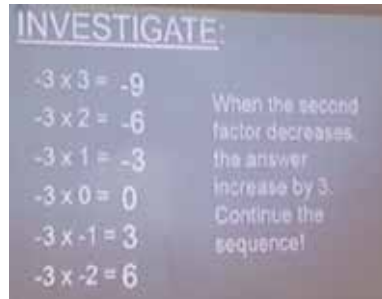 INVESTIGATE:
-3 x 3 = -9
-3 x 2 = -6
-3 x 1 = -3
-3 x 0 = 0
-3 x -1 = 3
-3 x -2 = 6
When the second
factor decreases,
the answer
increase by 3.
Continue the
sequence!